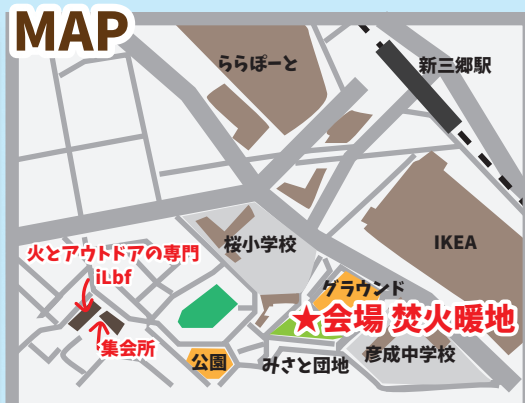 MAP
ららぽーと
新三郷駅
桜小学校
IKEA
火とアウトドアの専門
iLbf
グラウンド
★会場 焚火暖地
集会所
公園
みさと団地
彦成中学校